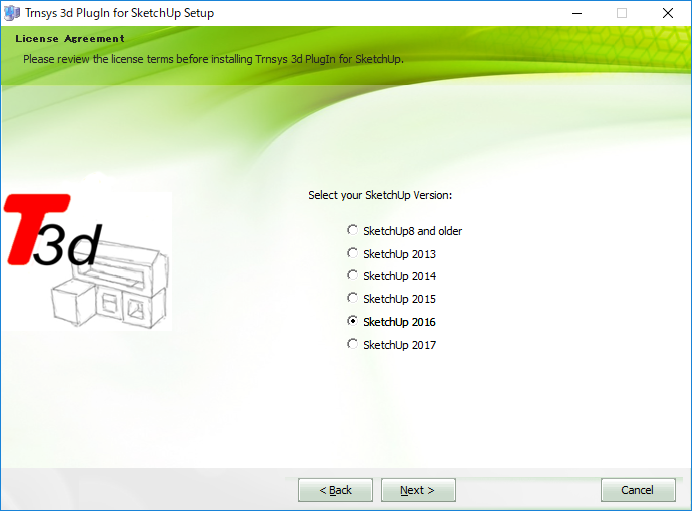 Trnsys 3d PlugIn for SketchUp Setup
License Agreement
Please review the license terms before installing Trnsys 3d PlugIn for SketchUp.
Select your SketchUp Version:
T3d
SketchUp8 and older
SketchUp 2013
SketchUp 2014
SketchUp 2015
SketchUp 2016
SketchUp 2017
< Back
Next >
Cancel